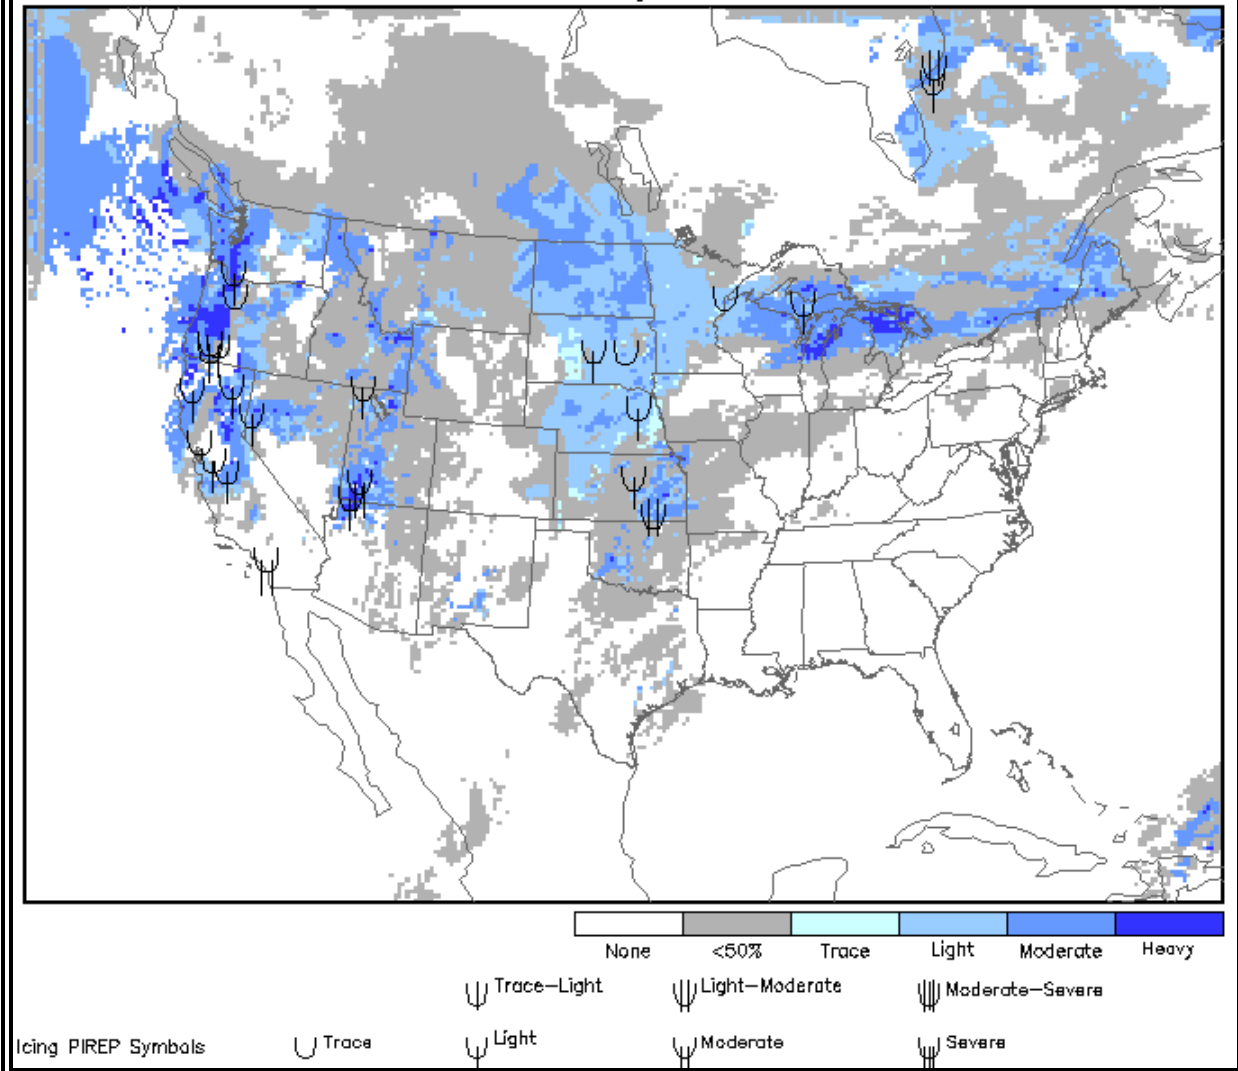 None <50% Trace Light Moderate Heavy
Trace-Light Light-Moderate Moderate-Severe
Icing PIREP Symbols Trace Light Moderate Severe